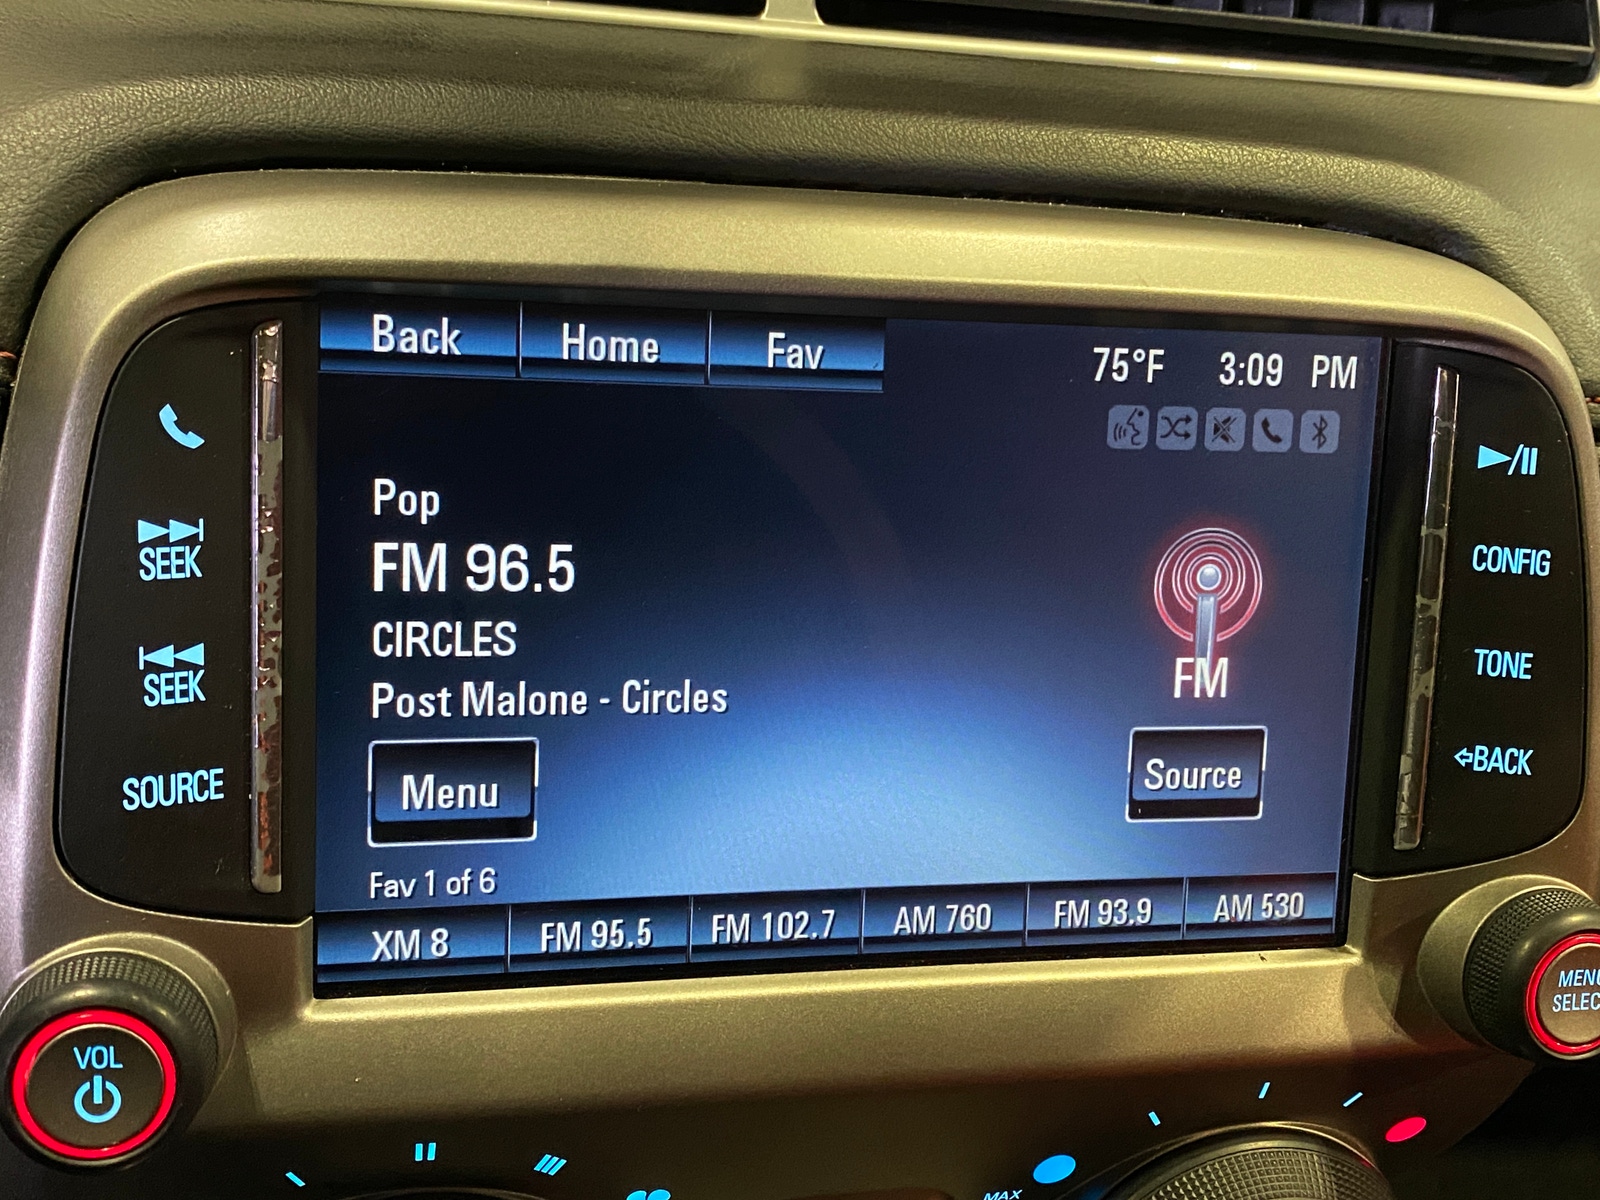 Back Home Fav
75°F 3:09 PM
SEEK
SEEK
SOURCE
Pop
FM 96.5
CIRCLES
Post Malone - Circles
Menu
FM
Source
Fav 1 of 6
XM 8 FM 95.5 FM 102.7 AM 760 FM 93.9 AM 530
CONFIG
TONE
BACK
VOL
MENU
SELEC
MAX